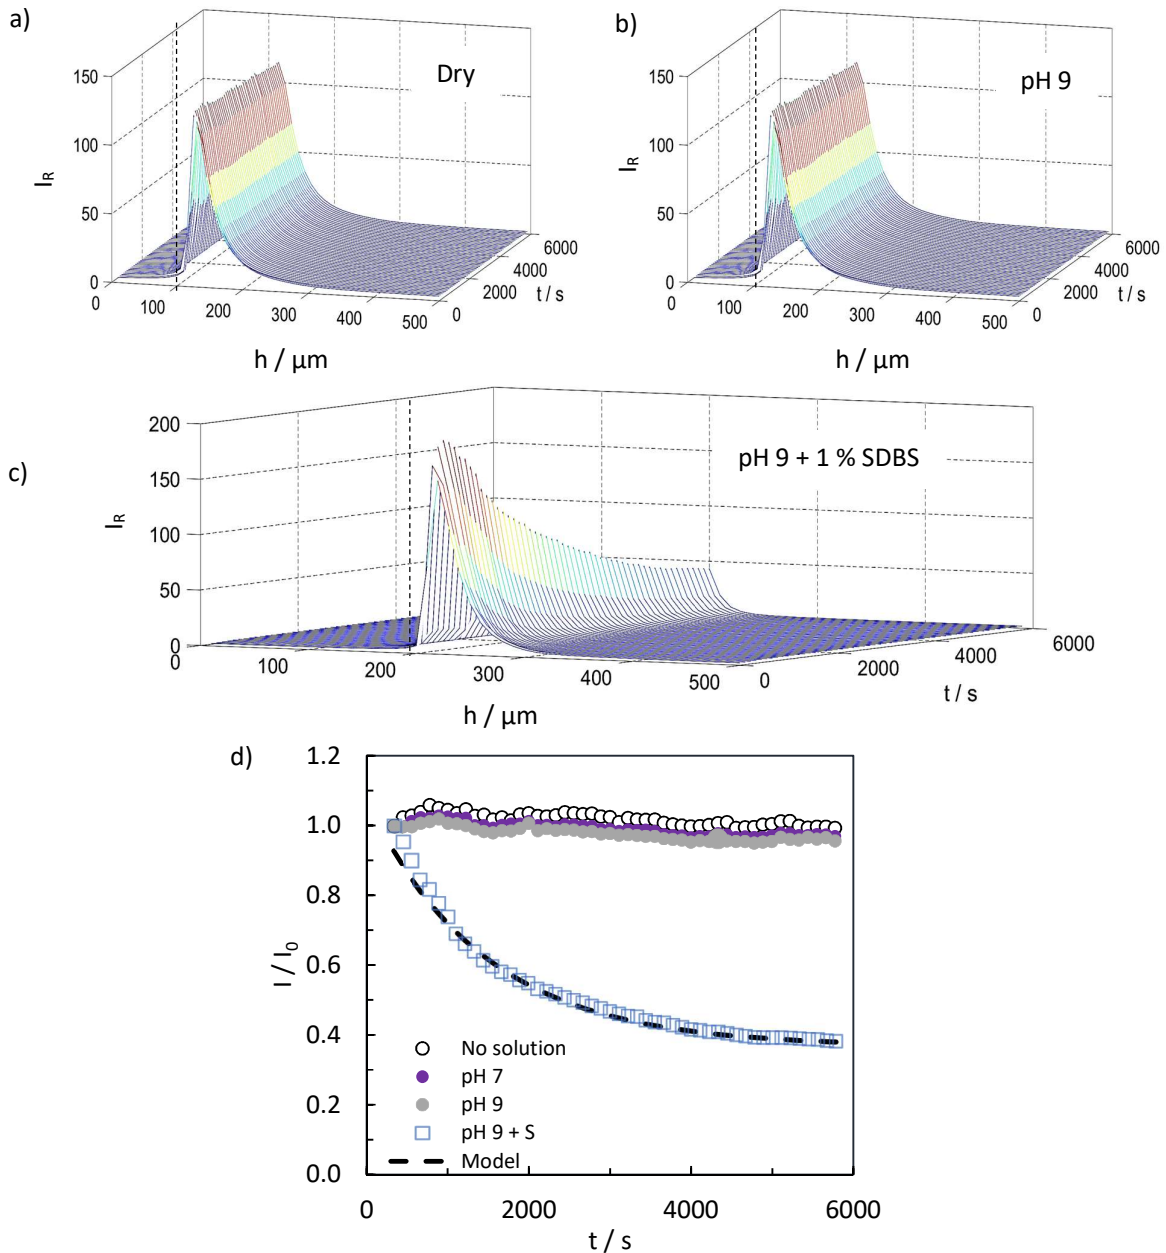 a)
Dry
150
100
50
0
I_R
0
100
200
300
400
500
0
2000
4000
6000
t / s
h / µm
b)
pH 9
150
100
50
0
I_R
0
100
200
300
400
500
0
2000
4000
6000
t / s
h / µm
c)
pH 9 + 1 % SDBS
200
150
100
50
0
I_R
0
100
200
300
400
500
0
2000
4000
6000
t / s
h / µm
d)
1.2
1.0
0.8
0.6
0.4
0.2
0.0
I / I_0
No solution
pH 7
pH 9
pH 9 + S
Model
0
2000
4000
6000
t / s